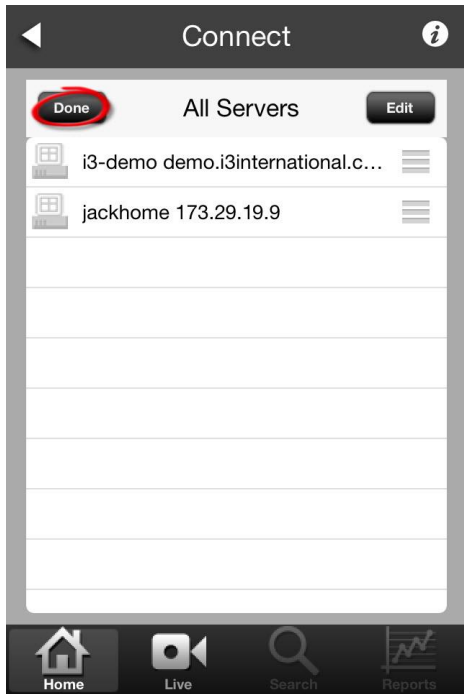 Connect
Done All Servers Edit
i3-demo demo.i3international.c...
jackhome 173.29.19.9
Home Live Search Reports